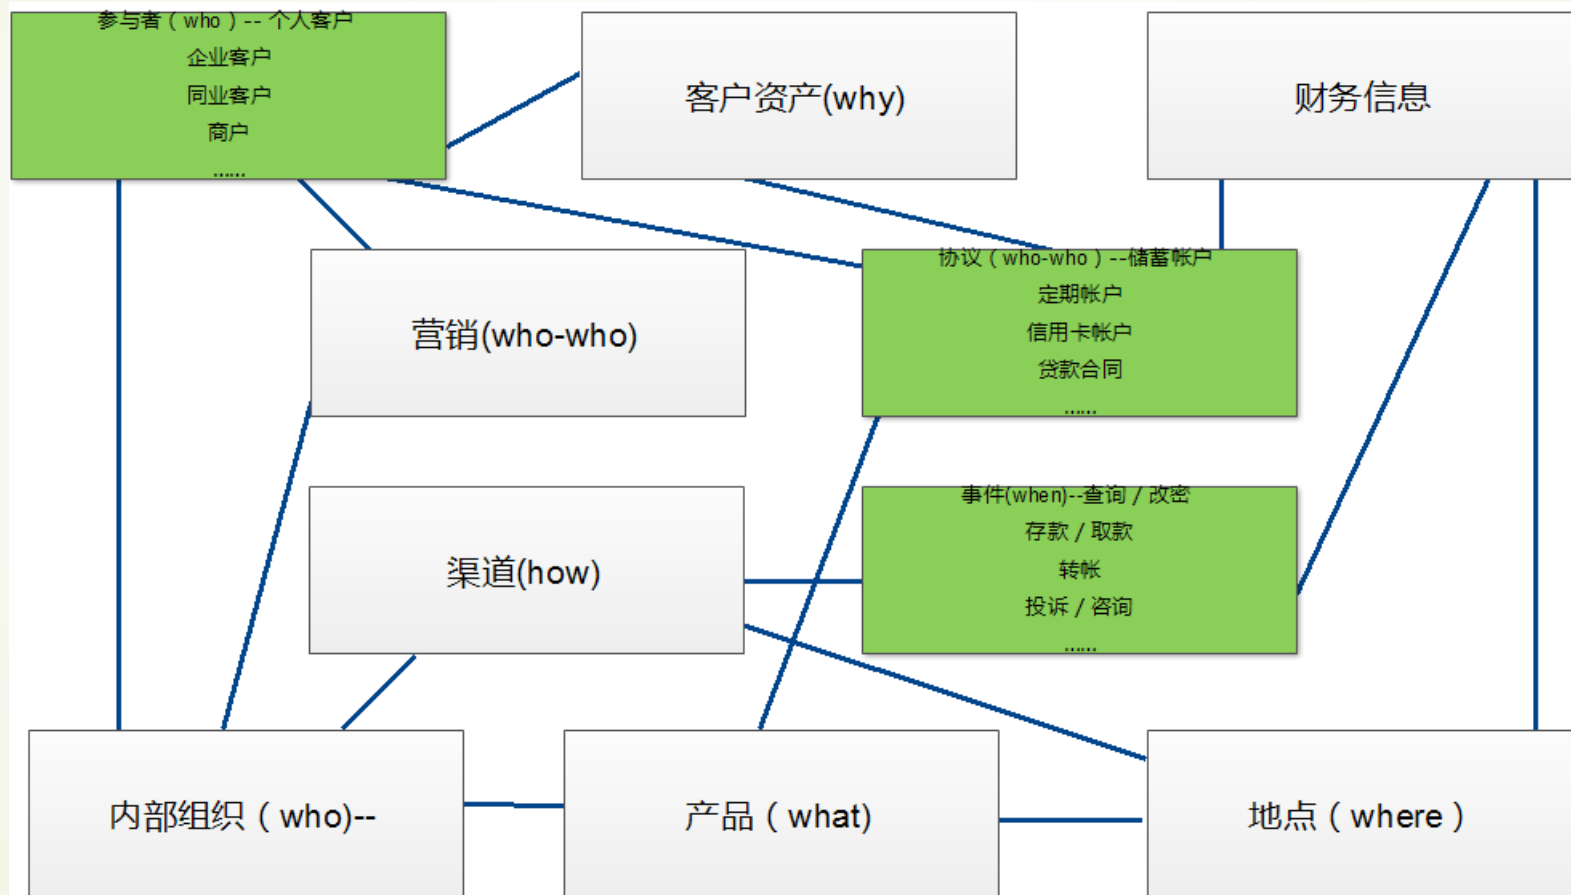 参与者（who）-- 个人客户
企业客户
同业客户
商户
......
客户资产(why)
财务信息
营销(who-who)
协议（who-who）--储蓄帐户
定期帐户
信用卡帐户
贷款合同
......
渠道(how)
事件(when)--查询 / 改密
存款 / 取款
转帐
投诉 / 咨询
......
内部组织（who)--
产品（what)
地点（where）